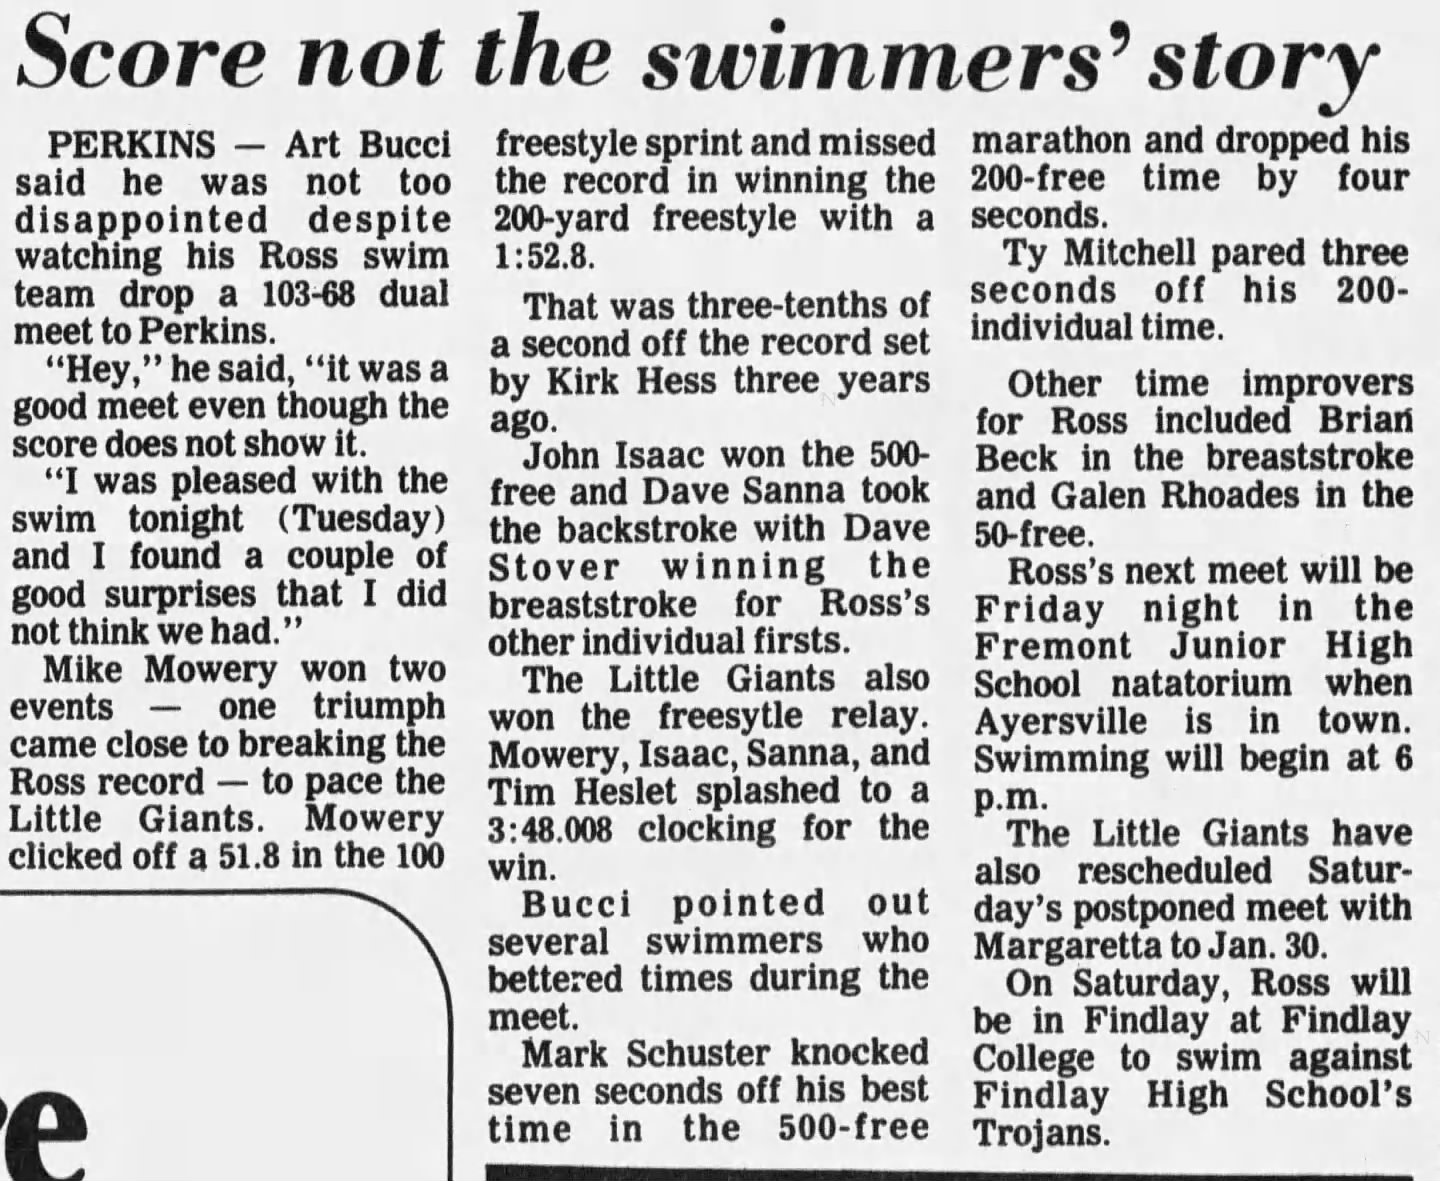 Score not the swimmers’ story
PERKINS — Art Bucci
said he was not too
disappointed despite
watching his Ross swim
team drop a 103-68 dual
meet to Perkins.
“Hey,” he said, “it was a
good meet even though the
score does not show it.
“I was pleased with the
swim tonight (Tuesday)
and I found a couple of
good surprises that I did
not think we had.”
Mike Mowery won two
events — one triumph
came close to breaking the
Ross record — to pace the
Little Giants. Mowery
clicked off a 51.8 in the 100
freestyle sprint and missed
the record in winning the
200-yard freestyle with a
1:52.8.
That was three-tenths of
a second off the record set
by Kirk Hess three years
ago.
John Isaac won the 500-
free and Dave Sanna took
the backstroke with Dave
Stover winning the
breaststroke for Ross’s
other individual firsts.
The Little Giants also
won the freesytle relay.
Mowery, Isaac, Sanna, and
Tim Heslet splashed to a
3:48.008 clocking for the
win.
Bucci pointed out
several swimmers who
bettered times during the
meet.
Mark Schuster knocked
seven seconds off his best
time in the 500-free
marathon and dropped his
200-free time by four
seconds.
Ty Mitchell pared three
seconds off his 200-
individual time.
Other time improvers
for Ross included Brian
Beck in the breaststroke
and Galen Rhoades in the
50-free.
Ross’s next meet will be
Friday night in the
Fremont Junior High
School natatorium when
Ayersville is in town.
Swimming will begin at 6
p.m.
The Little Giants have
also rescheduled Satur-
day’s postponed meet with
Margaretta to Jan. 30.
On Saturday, Ross will
be in Findlay at Findlay
College to swim against
Findlay High School’s
Trojans.